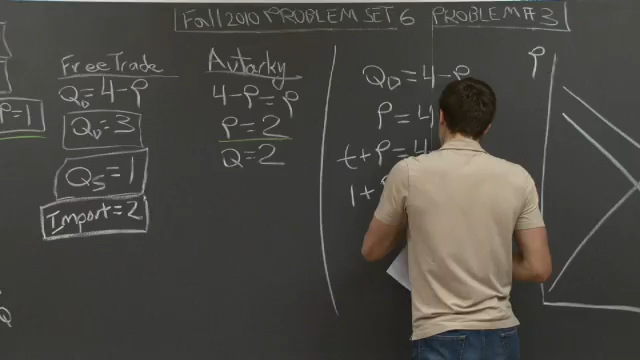 Fall 2010 PROBLEM SET 6
PROBLEM # 3
P=1
Free Trade
Q_D=4-P
Q_D=3
Q_S=1
Import=2
Autarky
4-P=P
P=2
Q=2
Q_D=4-P
P=4
t+P=4
1+
P
Q